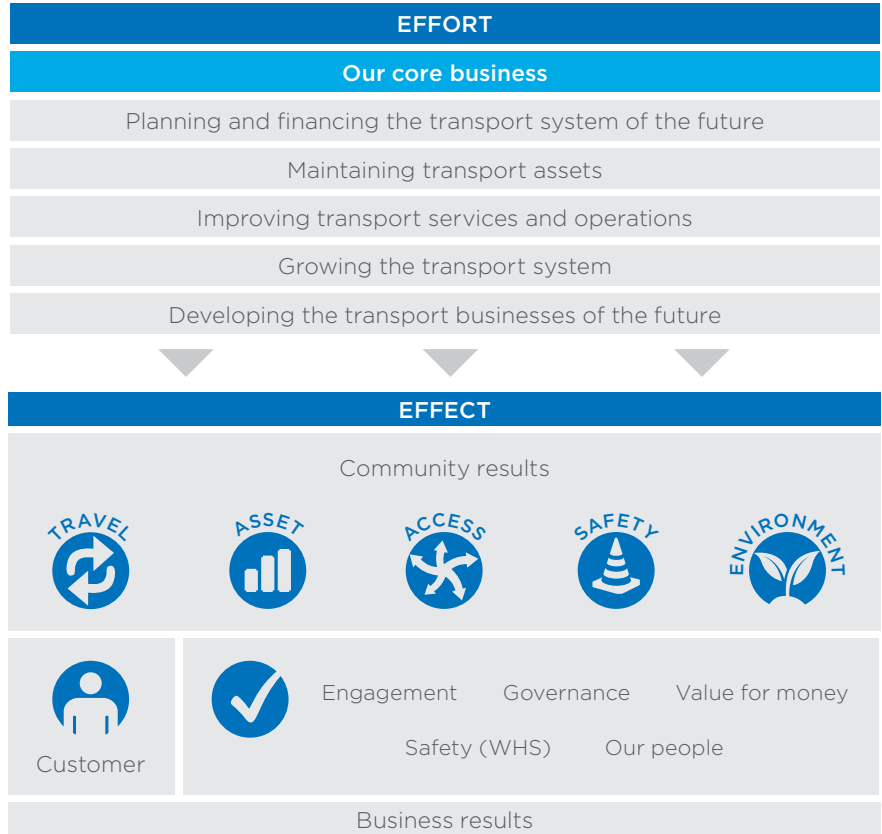 EFFORT
Our core business
Planning and financing the transport system of the future
Maintaining transport assets
Improving transport services and operations
Growing the transport system
Developing the transport businesses of the future
EFFECT
Community results
TRAVEL
ASSET
ACCESS
SAFETY
ENVIRONMENT
Customer
Engagement Governance Value for money
Safety (WHS) Our people
Business results